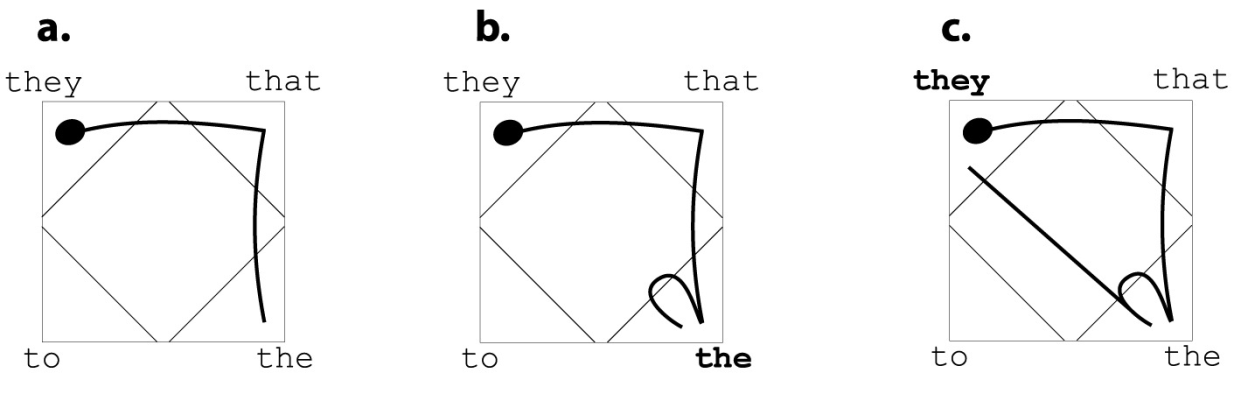 a. b. c.
they that they that they that
to the to the to the